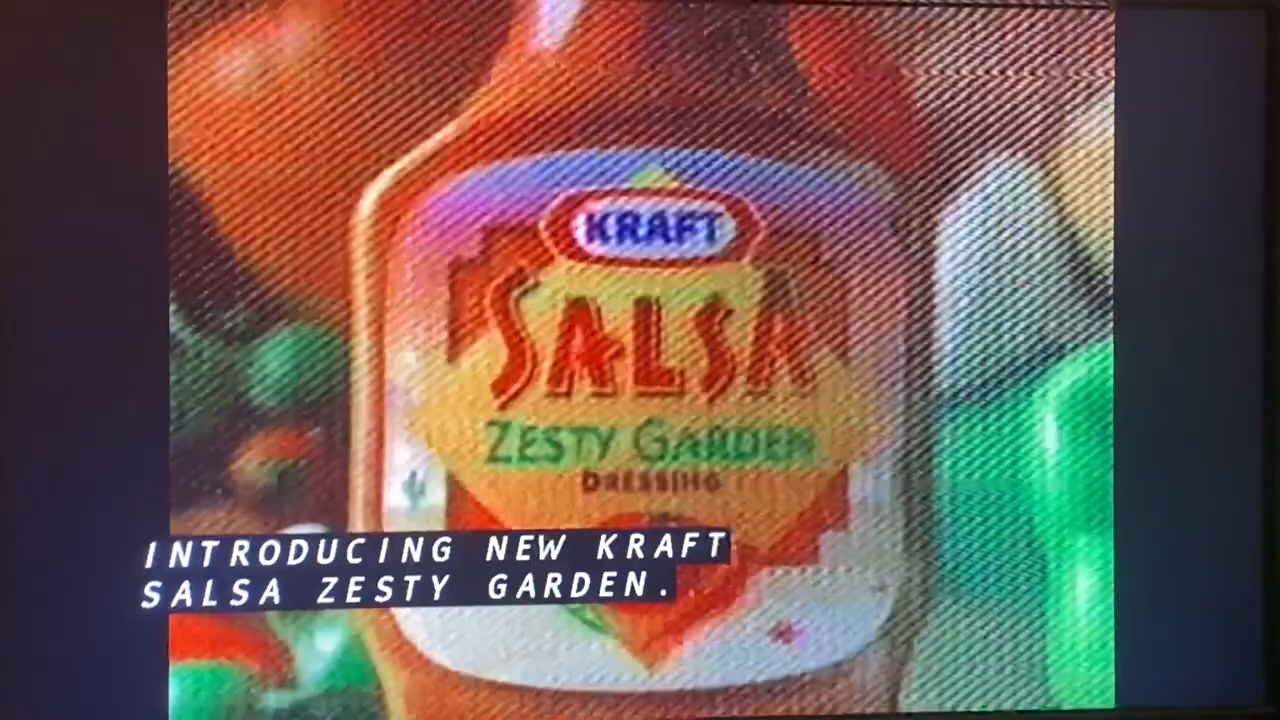 KRAFT
SALSA
ZESTY GARDEN
DRESSING
INTRODUCING NEW KRAFT
SALSA ZESTY GARDEN.